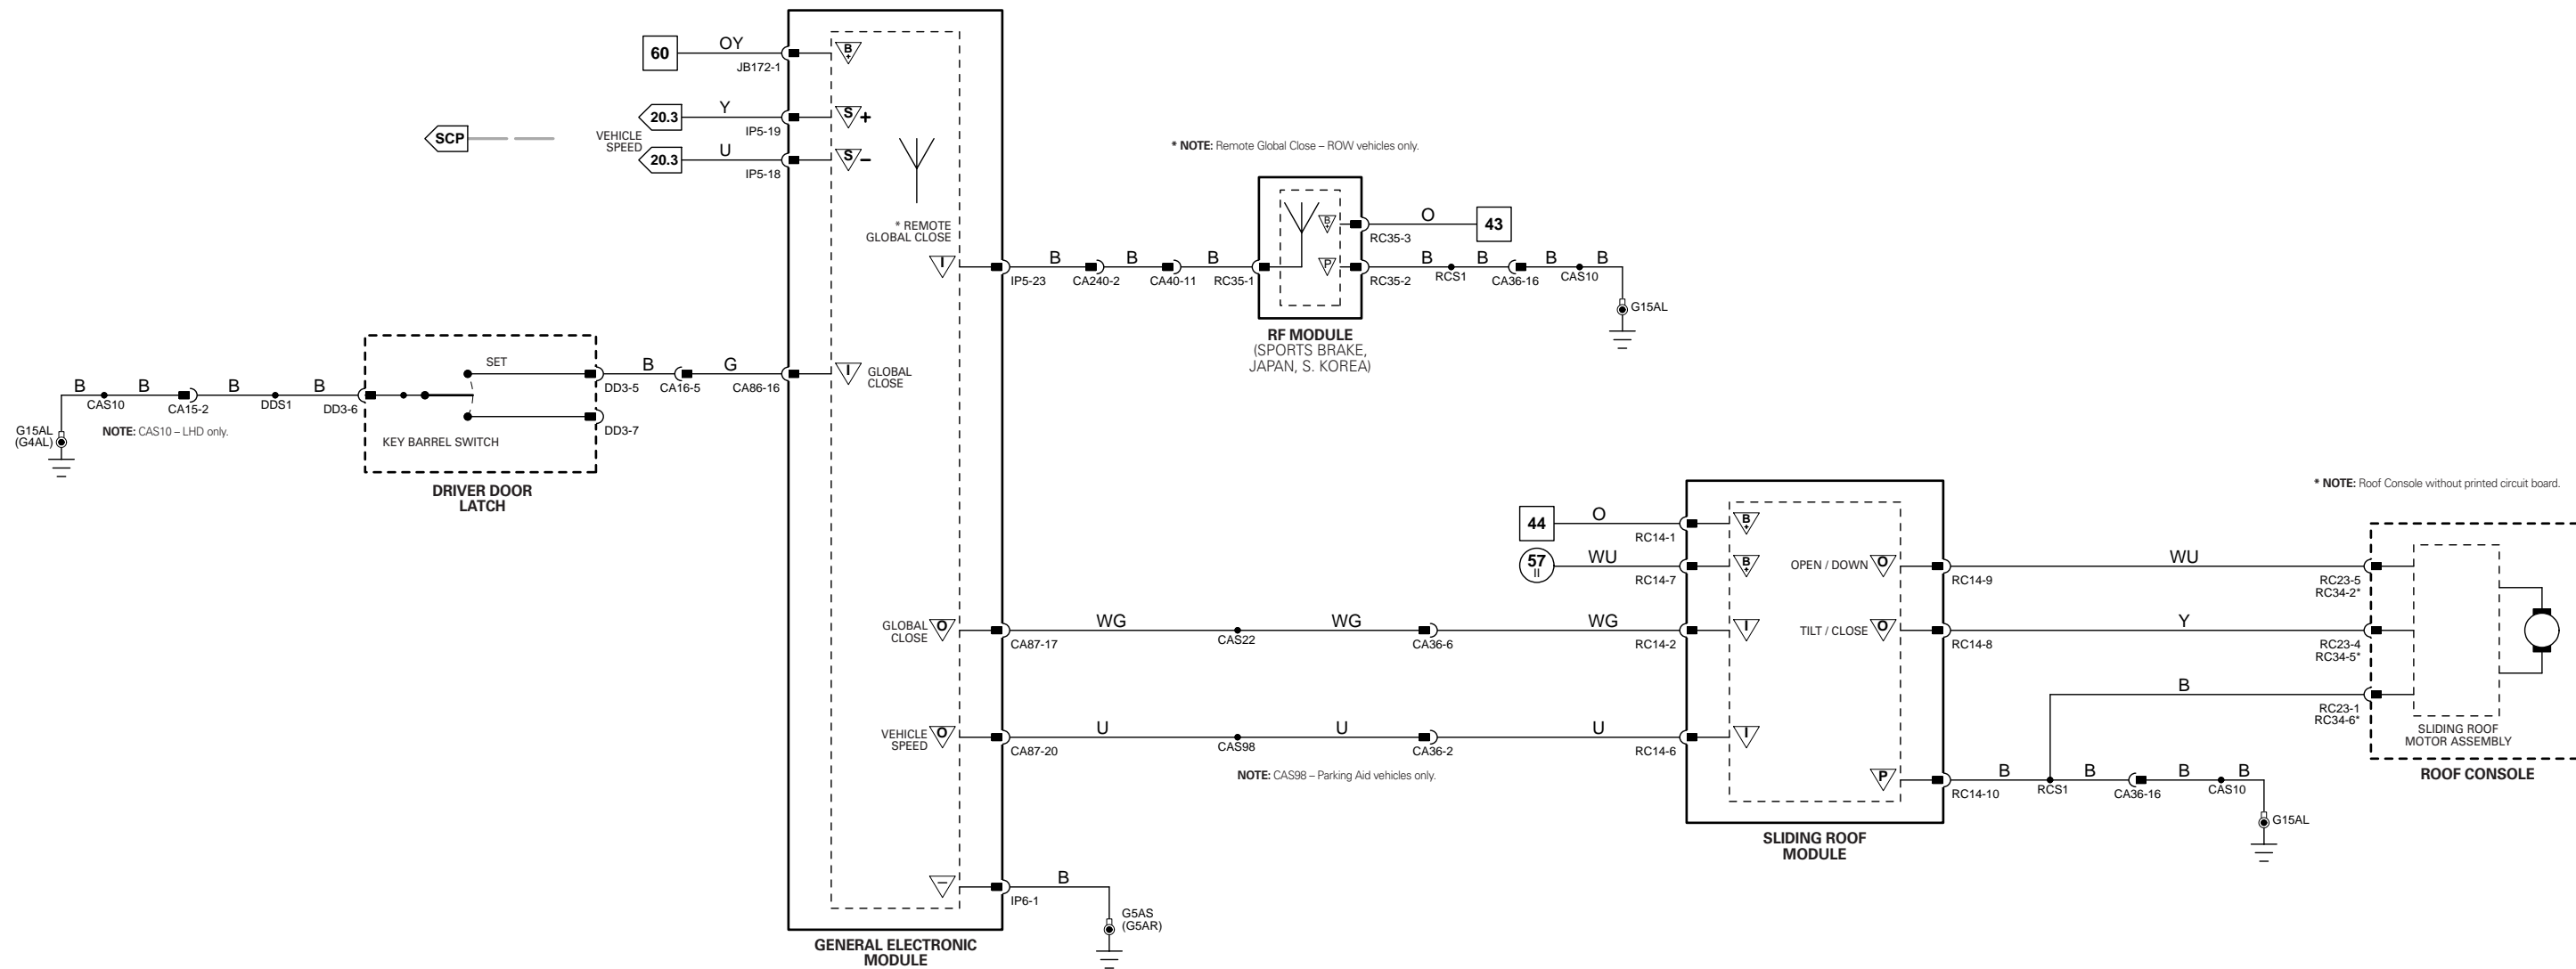 60
OY
JB172-1
B
+
20.3
Y
IP5-19
S
+
VEHICLE
SPEED
SCP
20.3
U
IP5-18
S
–
* REMOTE
GLOBAL CLOSE
I
IP5-23
B
CA240-2
B
CA40-11
B
RC35-1
* NOTE: Remote Global Close – ROW vehicles only.
B
+
RC35-3
O
43
P
RC35-2
B
RCS1
B
CA36-16
B
CAS10
B
G15AL
RF MODULE
(SPORTS BRAKE,
JAPAN, S. KOREA)
G15AL
(G4AL)
B
CAS10
B
CA15-2
B
DDS1
B
DD3-6
NOTE: CAS10 – LHD only.
SET
KEY BARREL SWITCH
DD3-5
DD3-7
B
CA16-5
G
CA86-16
I
GLOBAL
CLOSE
DRIVER DOOR
LATCH
GLOBAL
CLOSE
O
CA87-17
WG
CAS22
WG
CA36-6
WG
RC14-2
I
VEHICLE
SPEED
O
CA87-20
U
CAS98
U
CA36-2
U
RC14-6
I
NOTE: CAS98 – Parking Aid vehicles only.
–
IP6-1
B
G5AS
(G5AR)
GENERAL ELECTRONIC
MODULE
44
O
RC14-1
B
+
57
II
WU
RC14-7
B
+
OPEN / DOWN
O
RC14-9
WU
RC23-5
RC34-2*
TILT / CLOSE
O
RC14-8
Y
RC23-4
RC34-5*
B
RC23-1
RC34-6*
P
RC14-10
B
RCS1
B
CA36-16
B
CAS10
B
G15AL
SLIDING ROOF
MODULE
* NOTE: Roof Console without printed circuit board.
SLIDING ROOF
MOTOR ASSEMBLY
ROOF CONSOLE